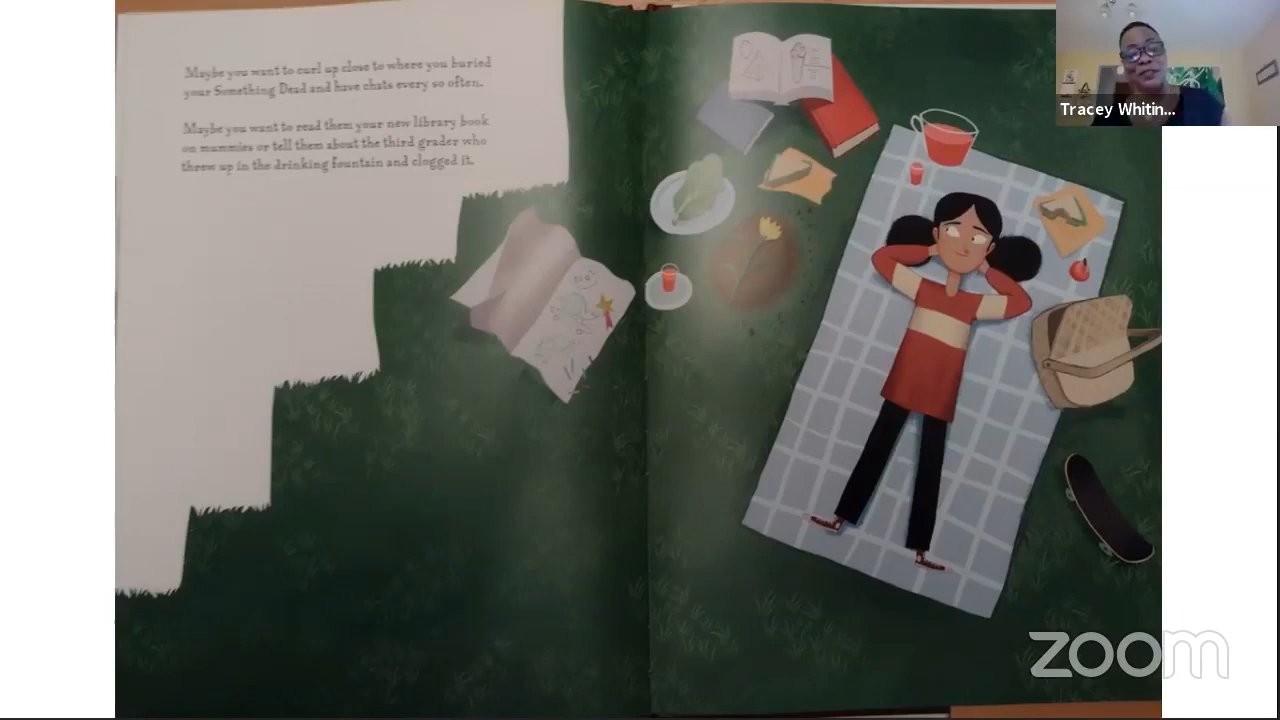 Maybe you want to curl up close to where you buried
your Something Dead and have chats every so often.
Maybe you want to read them your new library book
on mummies or tell them about the third grader who
threw up in the drinking fountain and clogged it.
Tracey Whitin...
zoom